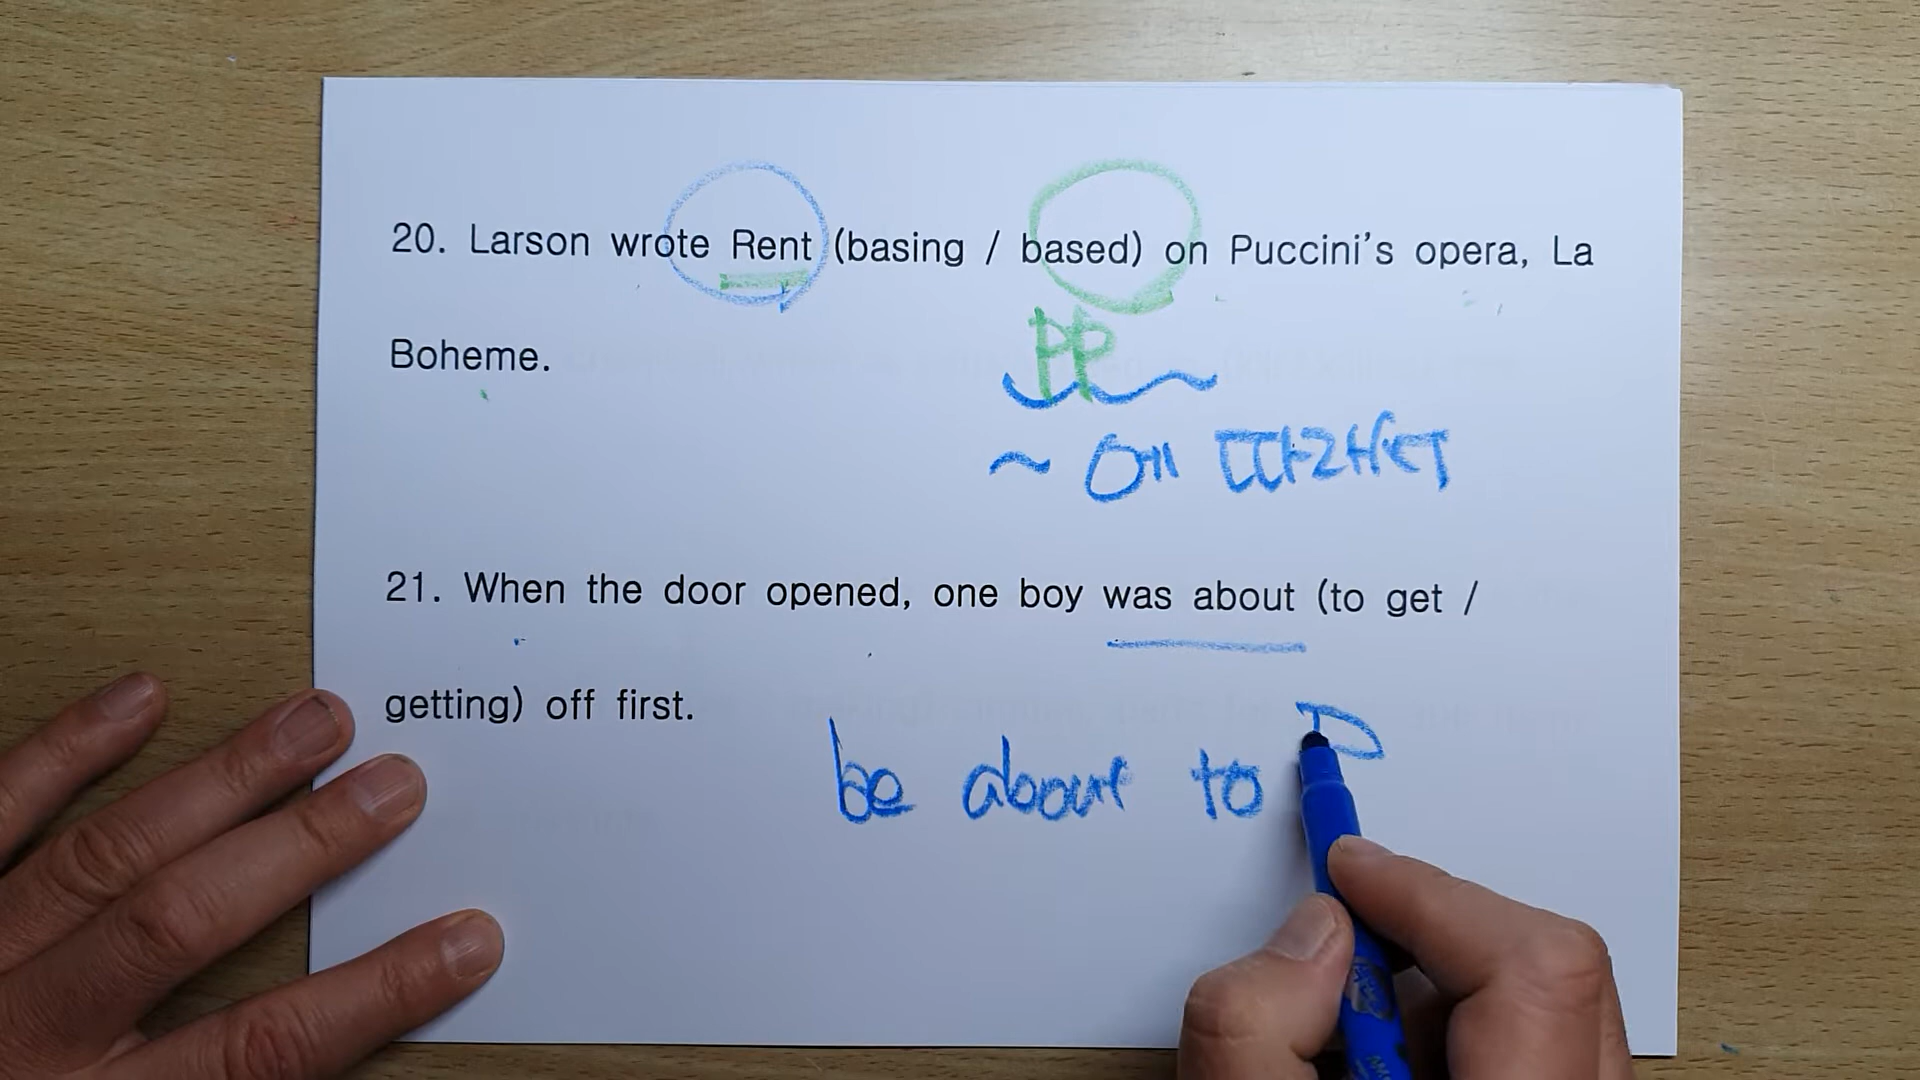 20. Larson wrote Rent (basing / based) on Puccini's opera, La
Boheme.
PP
~ 에 따라서
21. When the door opened, one boy was about (to get /
getting) off first.
be about to